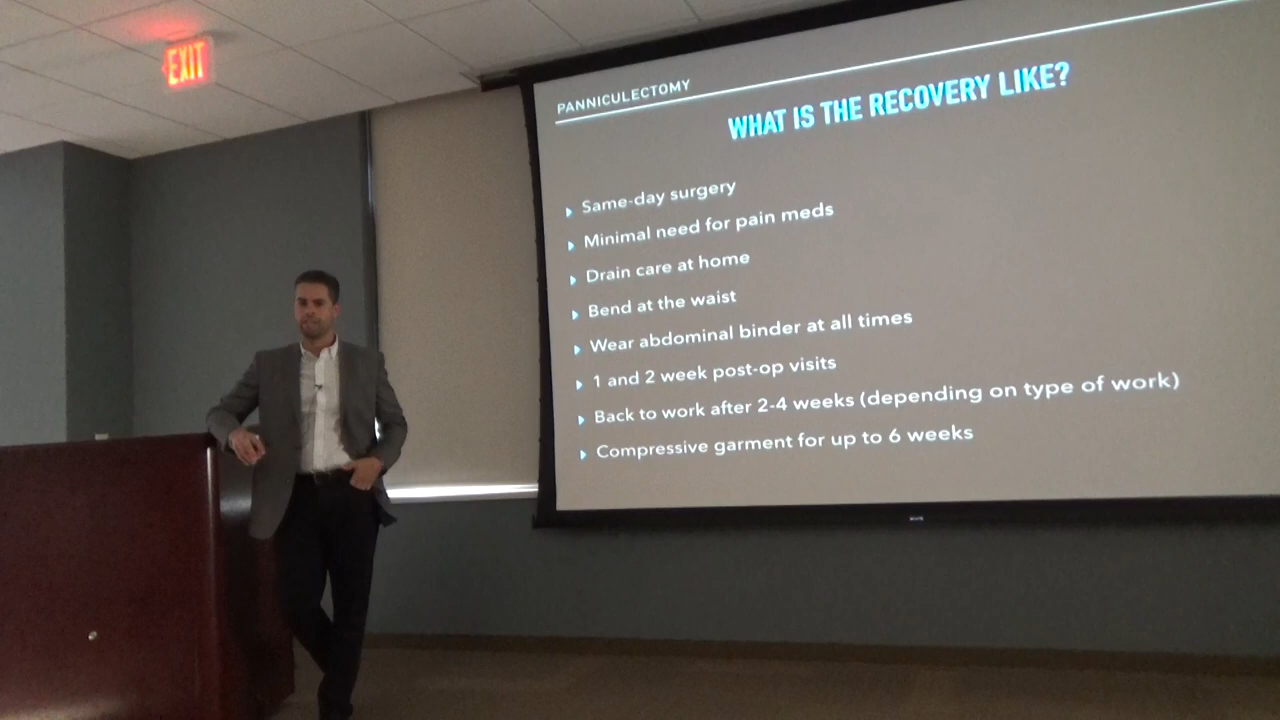 EXIT
PANNICULECTOMY
WHAT IS THE RECOVERY LIKE?
Same-day surgery
Minimal need for pain meds
Drain care at home
Bend at the waist
Wear abdominal binder at all times
1 and 2 week post-op visits
Back to work after 2-4 weeks (depending on type of work)
Compressive garment for up to 6 weeks